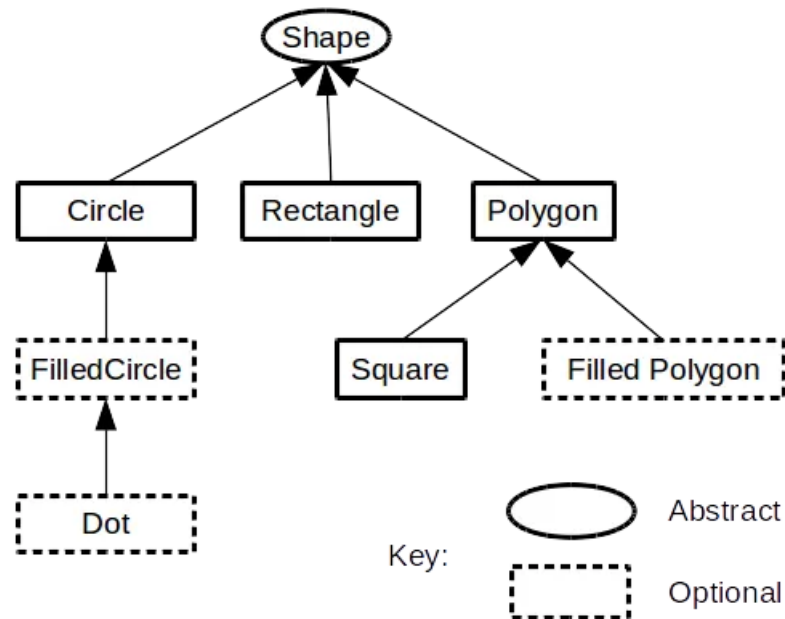 Shape
Circle
Rectangle
Polygon
FilledCircle
Square
Filled Polygon
Dot
Key:
Abstract
Optional